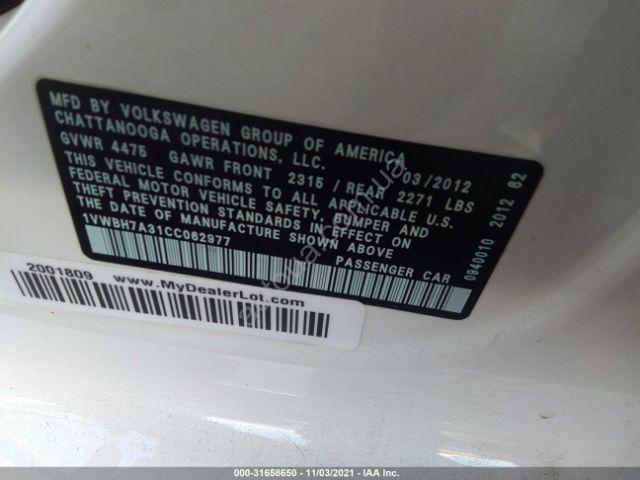 MFD BY VOLKSWAGEN GROUP OF AMERICA
CHATTANOOGA OPERATIONS, LLC. 03/2012
GVWR 4475 GAWR FRONT 2315 / REAR 2271 LBS
THIS VEHICLE CONFORMS TO ALL APPLICABLE U.S.
FEDERAL MOTOR VEHICLE SAFETY, BUMPER AND
THEFT PREVENTION STANDARDS IN EFFECT ON
THE DATE OF MANUFACTURE SHOWN ABOVE.
1VWBH7A31CC062977
PASSENGER CAR
0940010 2012 62
2001809
www.MyDealerLot.com
000-31658650 - 11/03/2021 - IAA Inc.